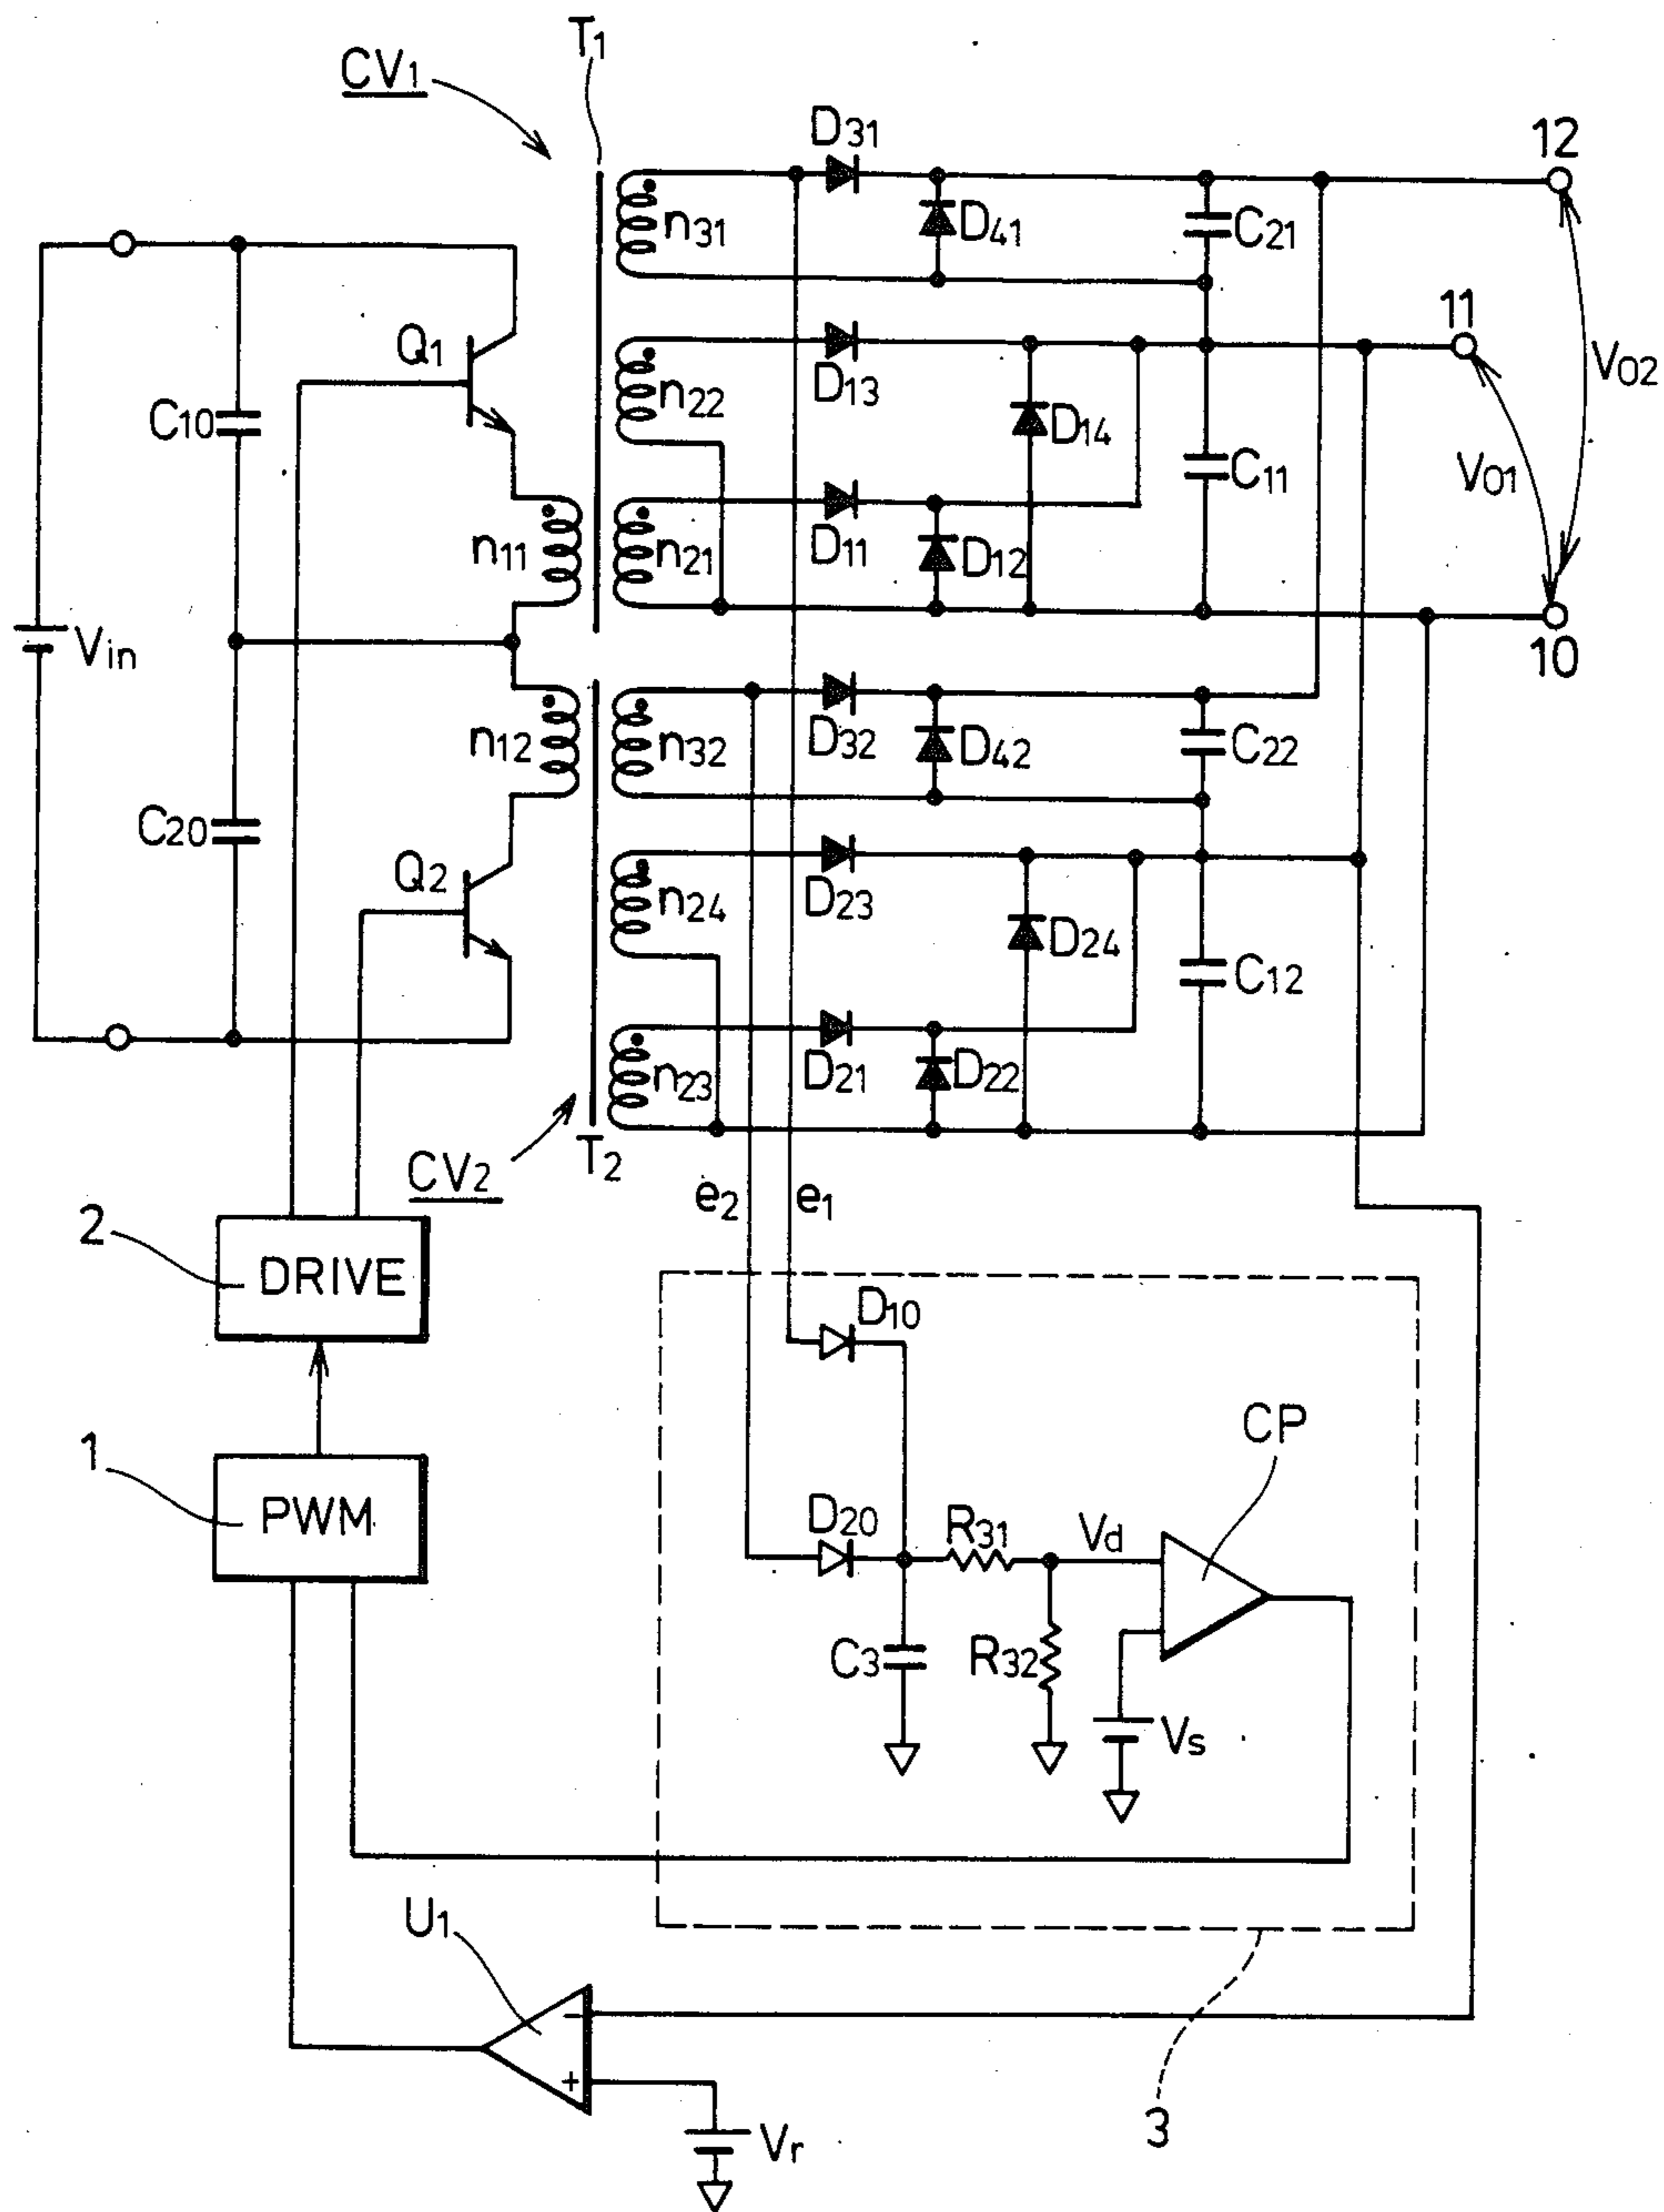 T1
CV1
D31
12
n31
D41
C21
11
Q1
n22
D13
D14
VO2
C10
C11
VO1
n11
n21
D11
D12
Vin
10
n12
n32
D32
D42
C22
C20
Q2
n24
D23
D24
C12
n23
D21
D22
CV2
T2
e2
e1
2
DRIVE
D10
CP
1
PWM
D20
R31
Vd
C3
R32
Vs
U1
−
+
3
Vr